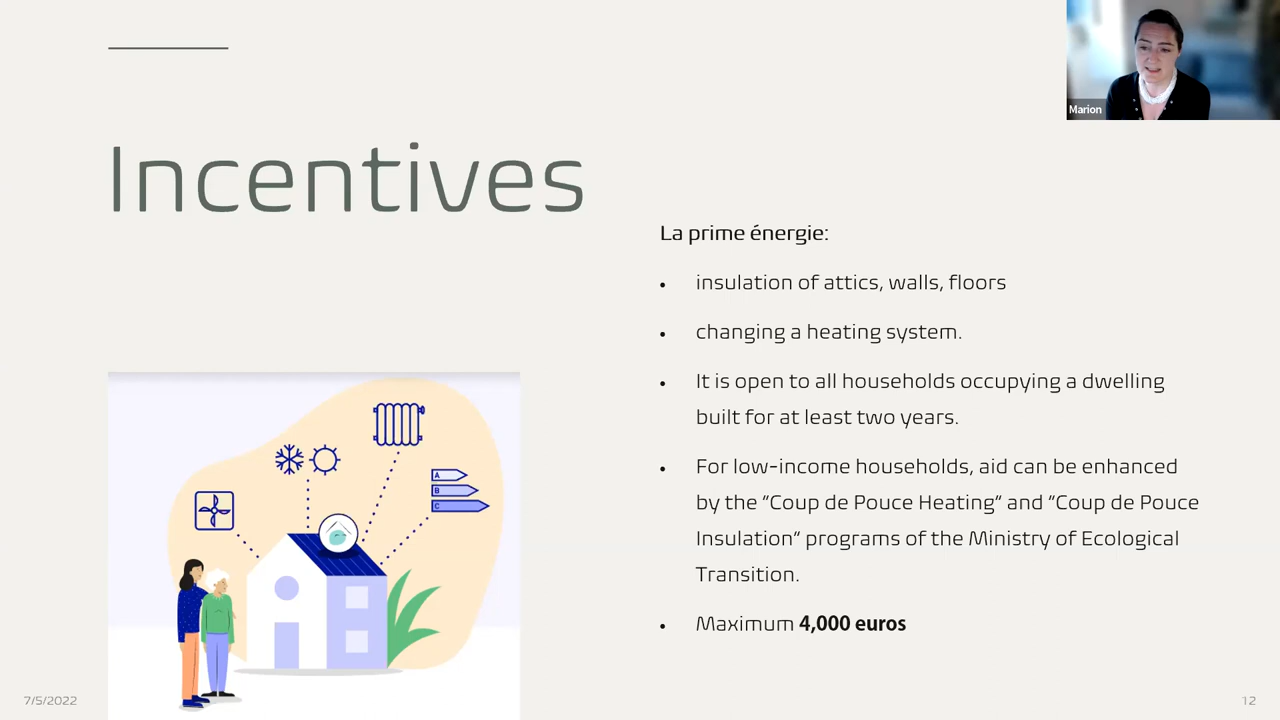 Marion
Incentives
La prime énergie:
• insulation of attics, walls, floors
• changing a heating system.
• It is open to all households occupying a dwelling
built for at least two years.
• For low-income households, aid can be enhanced
by the “Coup de Pouce Heating“ and “Coup de Pouce
Insulation” programs of the Ministry of Ecological
Transition.
• Maximum 4,000 euros
A
B
C
7/5/2022
12